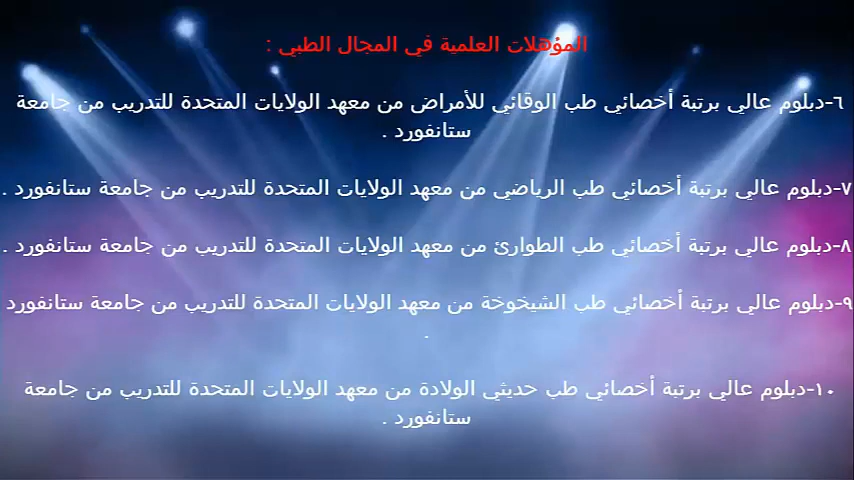 المؤهلات العلمية في المجال الطبي :
٦-دبلوم عالي برتبة أخصائي طب الوقائي للأمراض من معهد الولايات المتحدة للتدريب من جامعة
ستانفورد .
٧-دبلوم عالي برتبة أخصائي طب الرياضي من معهد الولايات المتحدة للتدريب من جامعة ستانفورد .
٨-دبلوم عالي برتبة أخصائي طب الطوارئ من معهد الولايات المتحدة للتدريب من جامعة ستانفورد .
٩-دبلوم عالي برتبة أخصائي طب الشيخوخة من معهد الولايات المتحدة للتدريب من جامعة ستانفورد
.
١٠-دبلوم عالي برتبة أخصائي طب حديثي الولادة من معهد الولايات المتحدة للتدريب من جامعة
ستانفورد .